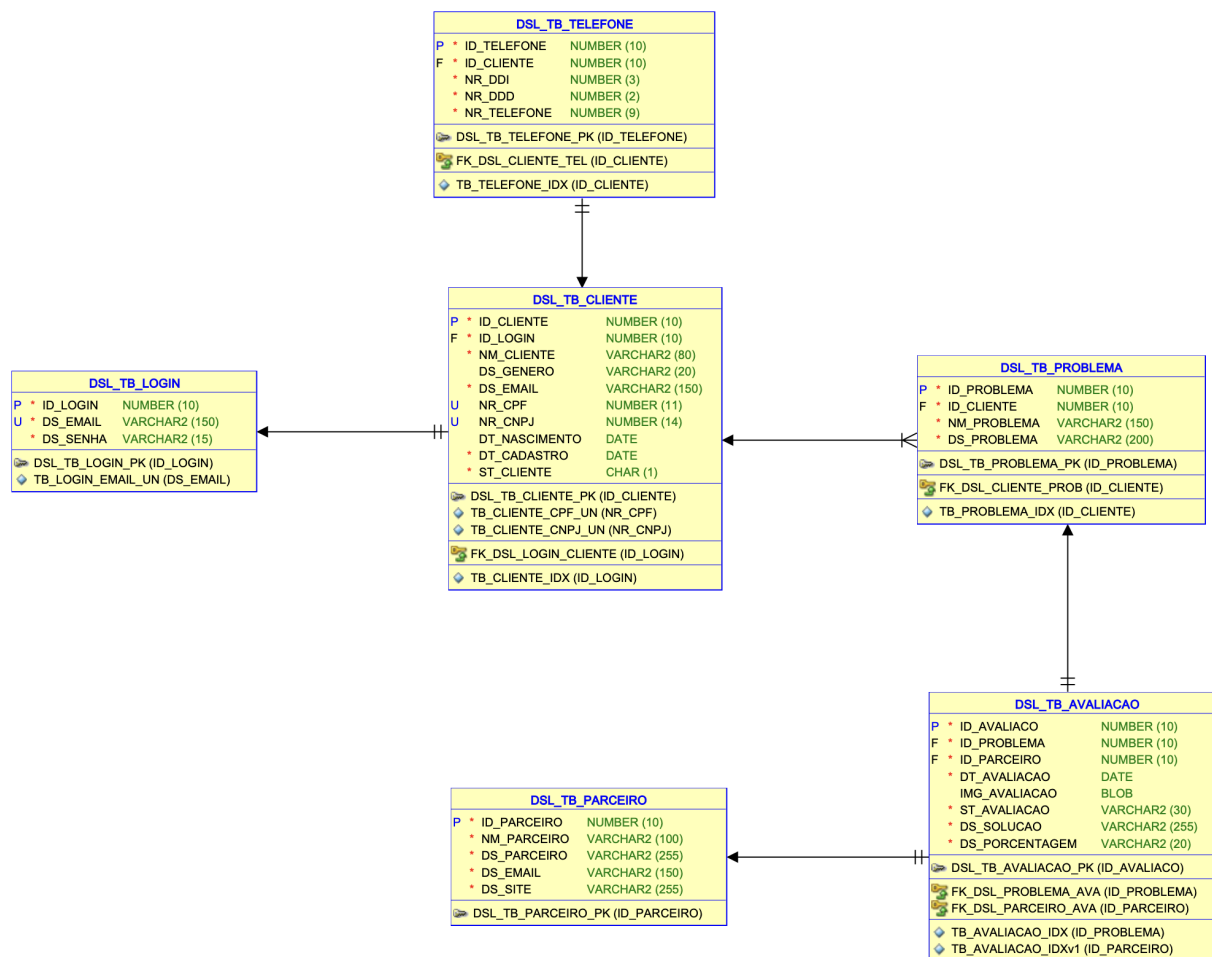 DSL_TB_TELEFONE
P * ID_TELEFONE NUMBER (10)
F * ID_CLIENTE NUMBER (10)
* NR_DDI NUMBER (3)
* NR_DDD NUMBER (2)
* NR_TELEFONE NUMBER (9)
DSL_TB_TELEFONE_PK (ID_TELEFONE)
FK_DSL_CLIENTE_TEL (ID_CLIENTE)
TB_TELEFONE_IDX (ID_CLIENTE)
DSL_TB_CLIENTE
P * ID_CLIENTE NUMBER (10)
F * ID_LOGIN NUMBER (10)
* NM_CLIENTE VARCHAR2 (80)
DS_GENERO VARCHAR2 (20)
* DS_EMAIL VARCHAR2 (150)
U NR_CPF NUMBER (11)
U NR_CNPJ NUMBER (14)
DT_NASCIMENTO DATE
* DT_CADASTRO DATE
* ST_CLIENTE CHAR (1)
DSL_TB_CLIENTE_PK (ID_CLIENTE)
TB_CLIENTE_CPF_UN (NR_CPF)
TB_CLIENTE_CNPJ_UN (NR_CNPJ)
FK_DSL_LOGIN_CLIENTE (ID_LOGIN)
TB_CLIENTE_IDX (ID_LOGIN)
DSL_TB_LOGIN
P * ID_LOGIN NUMBER (10)
U * DS_EMAIL VARCHAR2 (150)
* DS_SENHA VARCHAR2 (15)
DSL_TB_LOGIN_PK (ID_LOGIN)
TB_LOGIN_EMAIL_UN (DS_EMAIL)
DSL_TB_PROBLEMA
P * ID_PROBLEMA NUMBER (10)
F * ID_CLIENTE NUMBER (10)
* NM_PROBLEMA VARCHAR2 (150)
* DS_PROBLEMA VARCHAR2 (200)
DSL_TB_PROBLEMA_PK (ID_PROBLEMA)
FK_DSL_CLIENTE_PROB (ID_CLIENTE)
TB_PROBLEMA_IDX (ID_CLIENTE)
DSL_TB_PARCEIRO
P * ID_PARCEIRO NUMBER (10)
* NM_PARCEIRO VARCHAR2 (100)
* DS_PARCEIRO VARCHAR2 (255)
* DS_EMAIL VARCHAR2 (150)
* DS_SITE VARCHAR2 (255)
DSL_TB_PARCEIRO_PK (ID_PARCEIRO)
DSL_TB_AVALIACAO
P * ID_AVALIACO NUMBER (10)
F * ID_PROBLEMA NUMBER (10)
F * ID_PARCEIRO NUMBER (10)
* DT_AVALIACAO DATE
IMG_AVALIACAO BLOB
* ST_AVALIACAO VARCHAR2 (30)
* DS_SOLUCAO VARCHAR2 (255)
* DS_PORCENTAGEM VARCHAR2 (20)
DSL_TB_AVALIACAO_PK (ID_AVALIACO)
FK_DSL_PROBLEMA_AVA (ID_PROBLEMA)
FK_DSL_PARCEIRO_AVA (ID_PARCEIRO)
TB_AVALIACAO_IDX (ID_PROBLEMA)
TB_AVALIACAO_IDXv1 (ID_PARCEIRO)